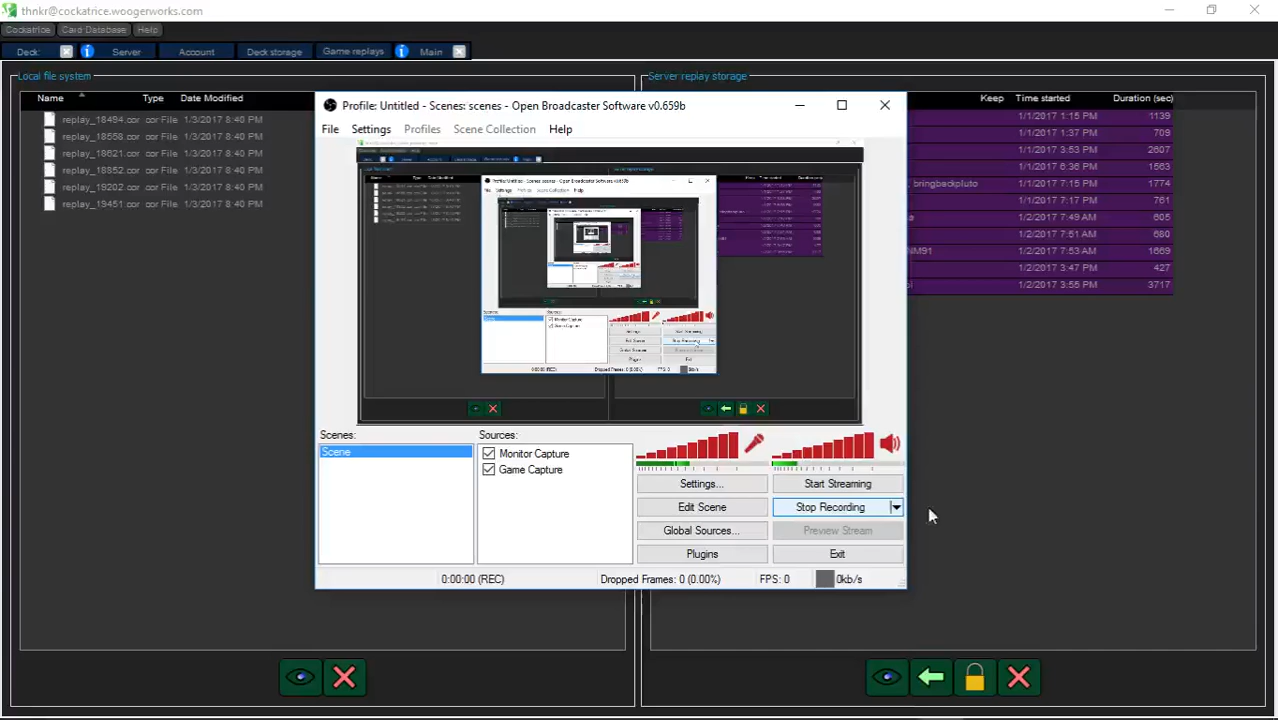 thnkr@cockatrice.woogerworks.com
Cockatrice Card Database Help
Deck: Server Account Deck storage Game replays Main
Local file system
Name Type Date Modified
replay_18494.cor cor File 1/3/2017 8:40 PM
replay_18558.cor cor File 1/3/2017 8:40 PM
cor File 1/3/2017 8:40 PM
cor File 1/3/2017 8:40 PM
cor File 1/3/2017 8:40 PM
replay_19451.cor cor File 1/3/2017 8:40 PM
Server replay storage
Keep Time started Duration (sec)
1/1/2017 1:15 PM 1139
1/1/2017 1:37 PM 709
1/1/2017 3:53 PM 2607
1/1/2017 6:36 PM 1563
bringbeckpluto 1/1/2017 7:15 PM 1774
1/1/2017 7:17 PM 761
1/2/2017 7:49 AM 605
1/2/2017 7:51 AM 680
NM91 1/2/2017 7:53 AM 1669
1/2/2017 3:47 PM 427
1/2/2017 3:55 PM 3717
Profile: Untitled - Scenes: scenes - Open Broadcaster Software v0.659b
File Settings Profiles Scene Collection Help
Scenes:
Scene
Sources:
Monitor Capture
Game Capture
Settings... Start Streaming
Edit Scene Stop Recording
Global Sources... Preview Stream
Plugins Exit
0:00:00 (REC) Dropped Frames: 0 (0.00%) FPS: 0 0kb/s